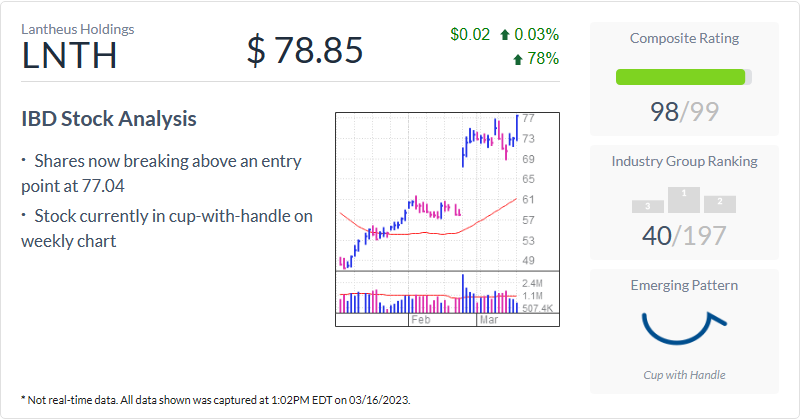 Lantheus Holdings
LNTH
$ 78.85
$0.02 0.03%
78%
IBD Stock Analysis
· Shares now breaking above an entry
point at 77.04
· Stock currently in cup-with-handle on
weekly chart
77
73
69
65
61
57
53
49
2.4M
1.1M
507.4K
Feb Mar
Composite Rating
98/99
Industry Group Ranking
3 1 2
40/197
Emerging Pattern
Cup with Handle
* Not real-time data. All data shown was captured at 1:02PM EDT on 03/16/2023.